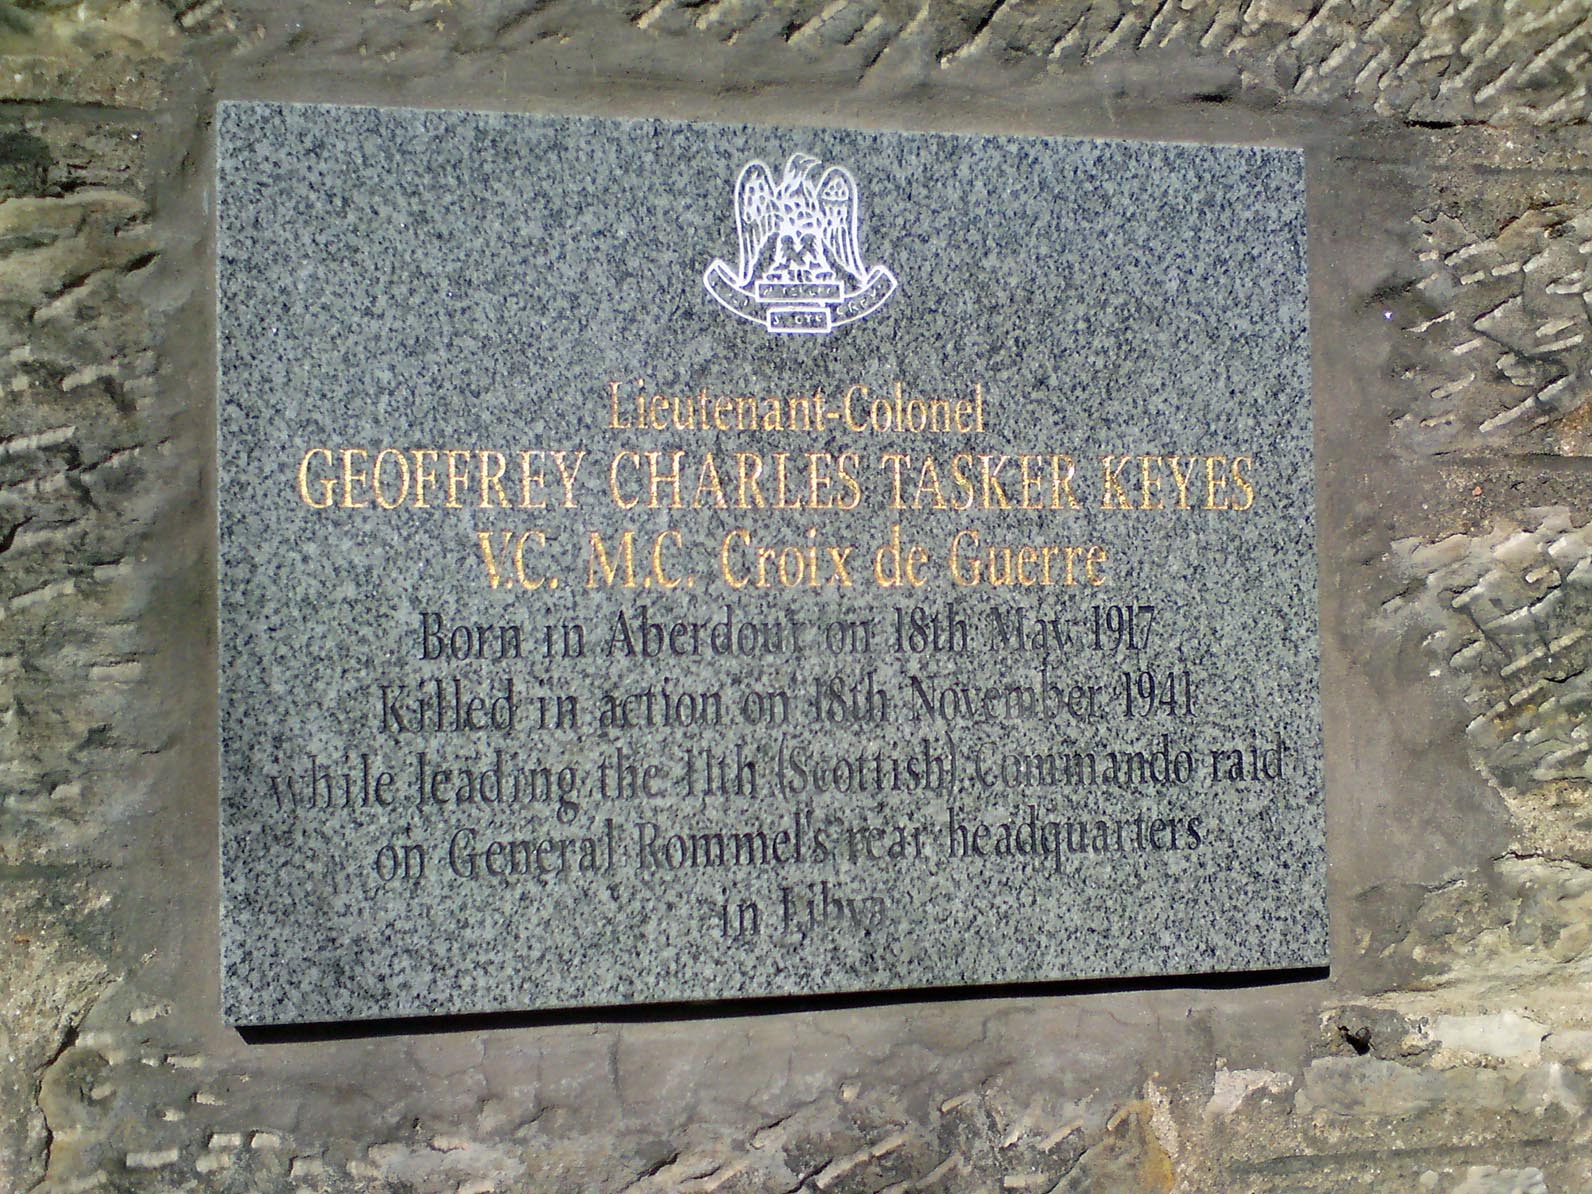 Lieutenant-Colonel
GEOFFREY CHARLES TASKER KEYES
V.C. M.C. Croix de Guerre
Born in Aberdour on 18th May 1917
Killed in action on 18th November 1941
while leading the 11th (Scottish) Commando raid
on General Rommel's rear headquarters
in Libya